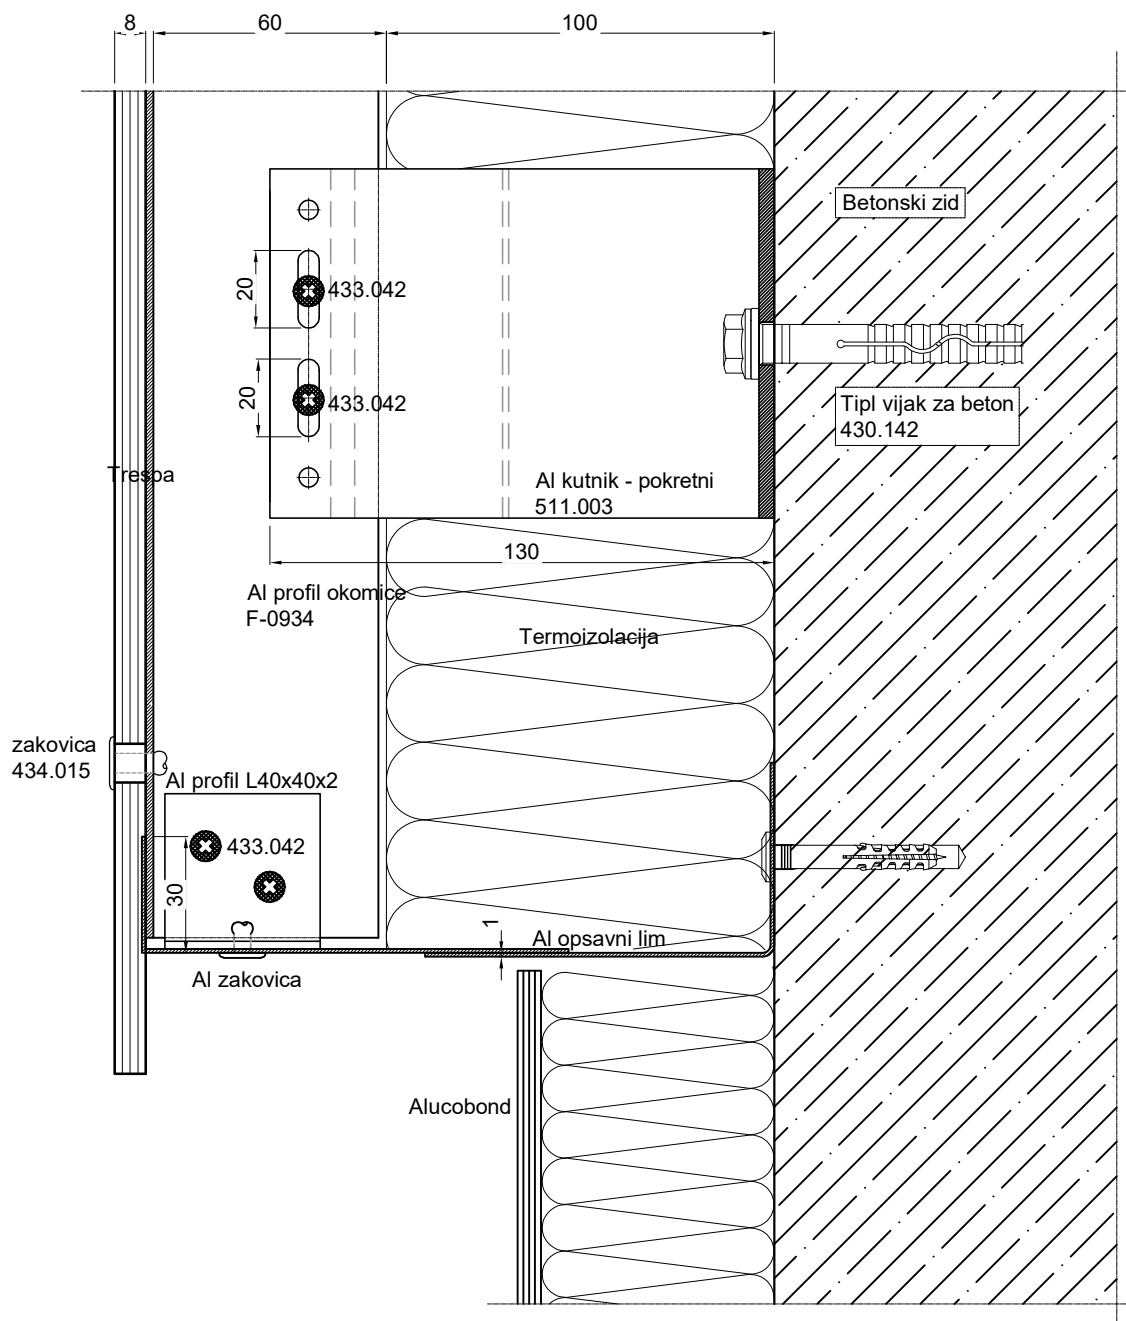 8
60
100
Betonski zid
20
433.042
20
433.042
Tipl vijak za beton
430.142
Trespa
Al kutnik - pokretni
511.003
130
Al profil okomice
F-0934
Termoizolacija
zakovica
434.015
Al profil L40x40x2
433.042
30
1
Al opsavni lim
Al zakovica
Alucobond